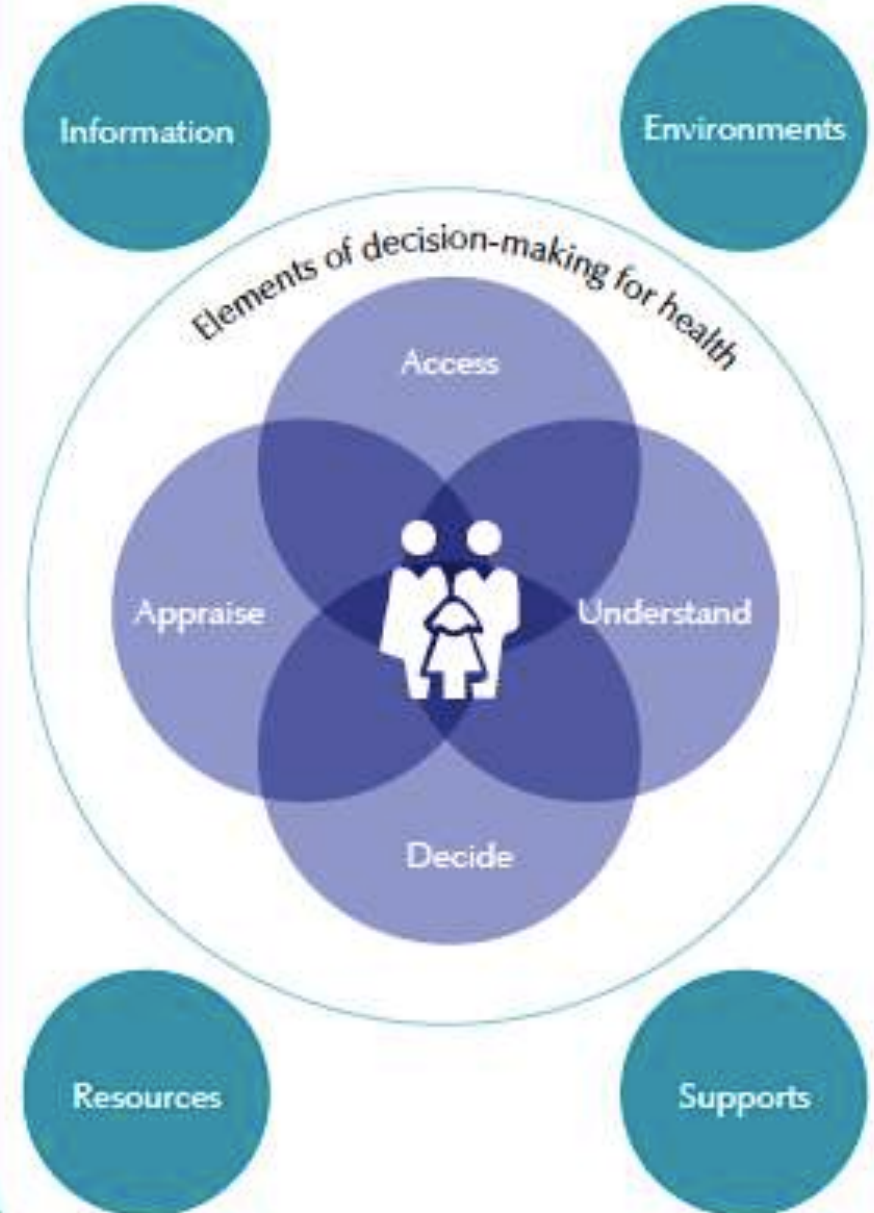 Information
Environments
Elements of decision-making for health
Access
Appraise
Understand
Decide
Resources
Supports